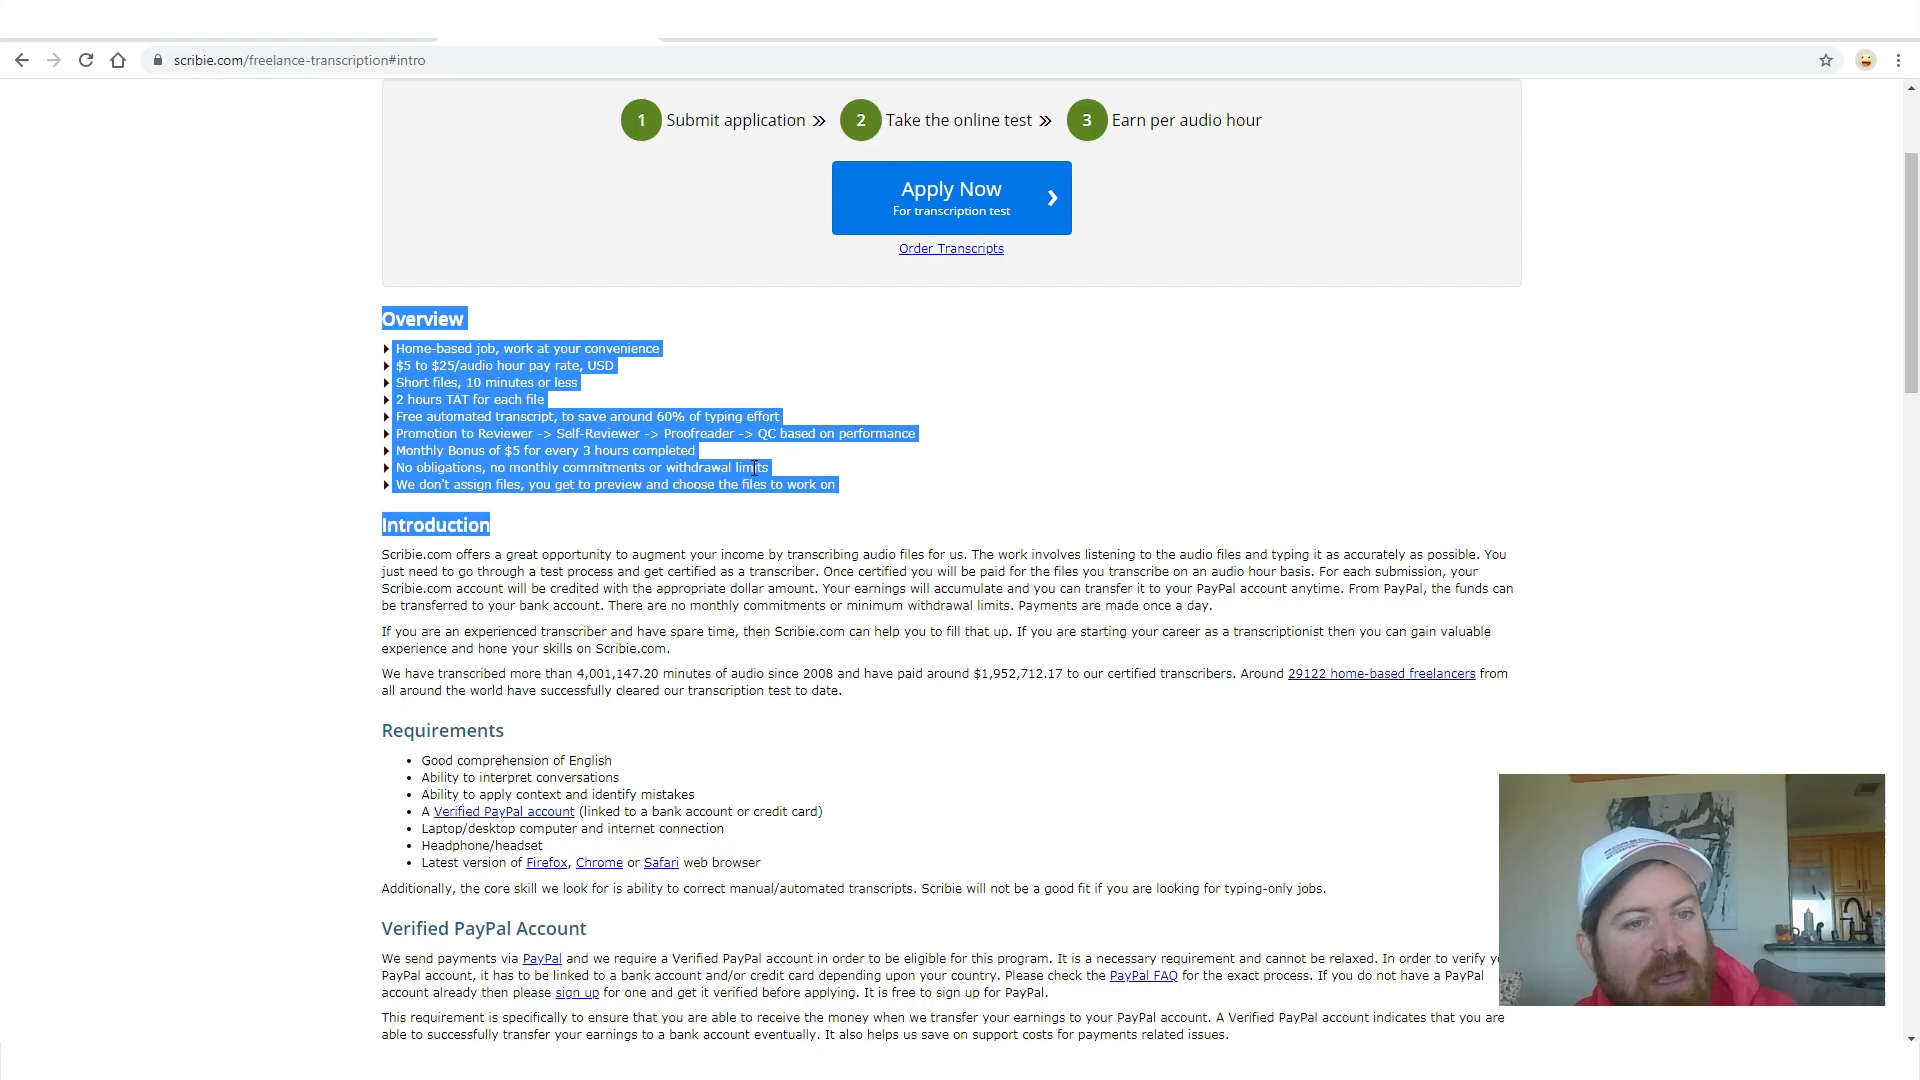 scribie.com/freelance-transcription#intro
1 Submit application » 2 Take the online test » 3 Earn per audio hour
Apply Now
For transcription test
Order Transcripts
Overview
Home-based job, work at your convenience
$5 to $25/audio hour pay rate, USD
Short files, 10 minutes or less
2 hours TAT for each file
Free automated transcript, to save around 60% of typing effort
Promotion to Reviewer -> Self-Reviewer -> Proofreader -> QC based on performance
Monthly Bonus of $5 for every 3 hours completed
No obligations, no monthly commitments or withdrawal limits
We don't assign files, you get to preview and choose the files to work on
Introduction
Scribie.com offers a great opportunity to augment your income by transcribing audio files for us. The work involves listening to the audio files and typing it as accurately as possible. You
just need to go through a test process and get certified as a transcriber. Once certified you will be paid for the files you transcribe on an audio hour basis. For each submission, your
Scribie.com account will be credited with the appropriate dollar amount. Your earnings will accumulate and you can transfer it to your PayPal account anytime. From PayPal, the funds can
be transferred to your bank account. There are no monthly commitments or minimum withdrawal limits. Payments are made once a day.
If you are an experienced transcriber and have spare time, then Scribie.com can help you to fill that up. If you are starting your career as a transcriptionist then you can gain valuable
experience and hone your skills on Scribie.com.
We have transcribed more than 4,001,147.20 minutes of audio since 2008 and have paid around $1,952,712.17 to our certified transcribers. Around 29122 home-based freelancers from
all around the world have successfully cleared our transcription test to date.
Requirements
• Good comprehension of English
• Ability to interpret conversations
• Ability to apply context and identify mistakes
• A Verified PayPal account (linked to a bank account or credit card)
• Laptop/desktop computer and internet connection
• Headphone/headset
• Latest version of Firefox, Chrome or Safari web browser
Additionally, the core skill we look for is ability to correct manual/automated transcripts. Scribie will not be a good fit if you are looking for typing-only jobs.
Verified PayPal Account
We send payments via PayPal and we require a Verified PayPal account in order to be eligible for this program. It is a necessary requirement and cannot be relaxed. In order to verify
PayPal account, it has to be linked to a bank account and/or credit card depending upon your country. Please check the PayPal FAQ for the exact process. If you do not have a PayPal
account already then please sign up for one and get it verified before applying. It is free to sign up for PayPal.
This requirement is specifically to ensure that you are able to receive the money when we transfer your earnings to your PayPal account. A Verified PayPal account indicates that you are
able to successfully transfer your earnings to a bank account eventually. It also helps us save on support costs for payments related issues.